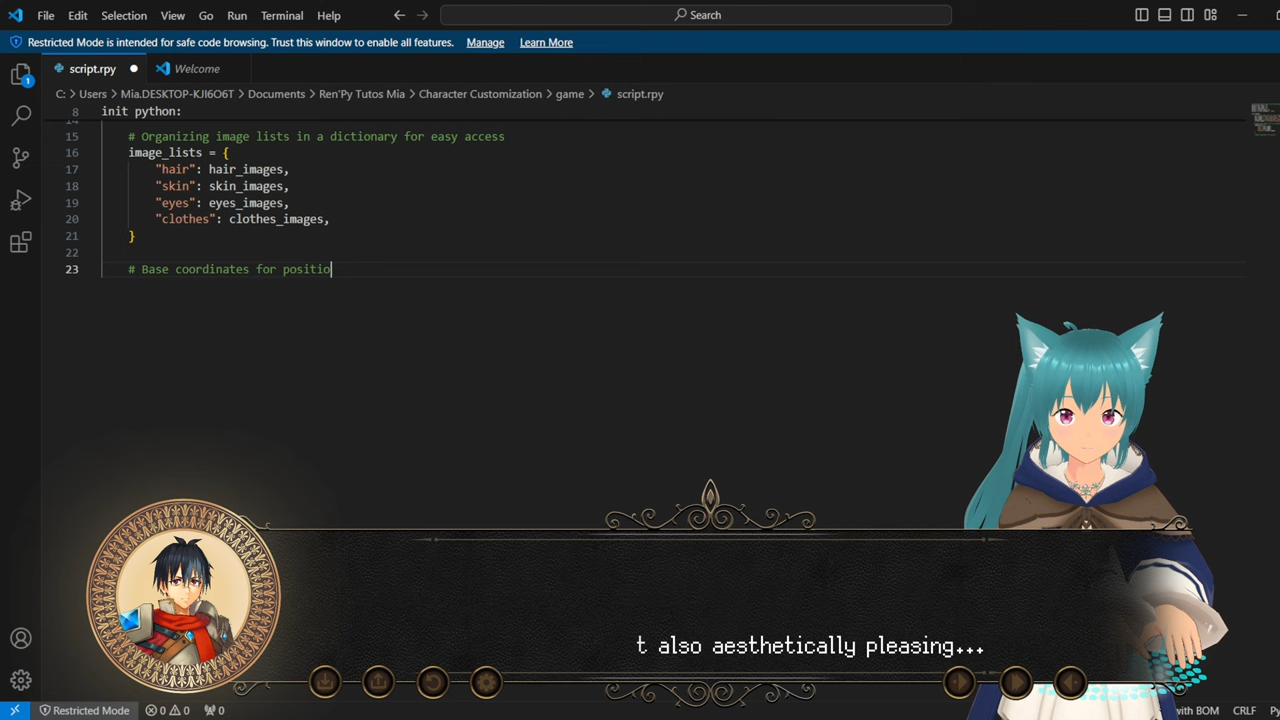 File Edit Selection View Go Run Terminal Help Search
Restricted Mode is intended for safe code browsing. Trust this window to enable all features. Manage Learn More
1
script.rpy Welcome
C: > Users > Mia.DESKTOP-KJI6O6T > Documents > Ren'Py Tutos Mia > Character Customization > game > script.rpy
8 init python:
15 # Organizing image lists in a dictionary for easy access
16 image_lists = {
17 "hair": hair_images,
18 "skin": skin_images,
19 "eyes": eyes_images,
20 "clothes": clothes_images,
21 }
22
23 # Base coordinates for positio
t also aesthetically pleasing...
Restricted Mode 0 0 0 with BOM CRLF Py